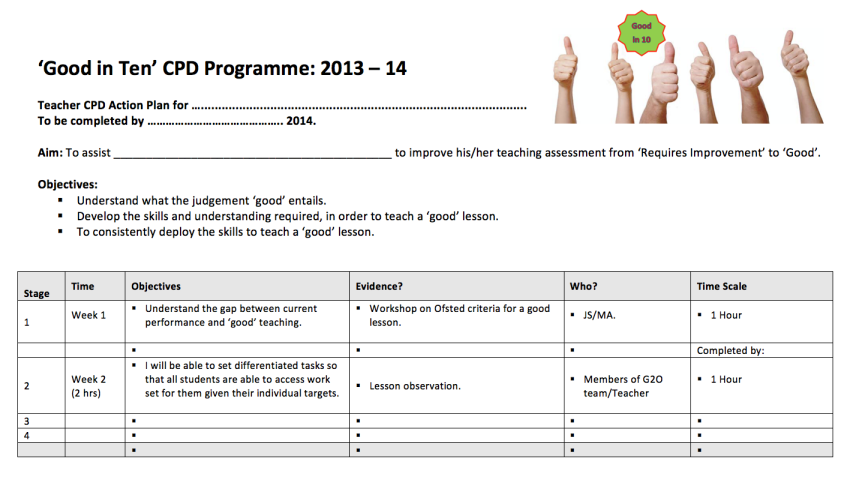 Good
in 10
‘Good in Ten’ CPD Programme: 2013 – 14
Teacher CPD Action Plan for ……………………………………………………………………………………
To be completed by ………………………………….. 2014.
Aim: To assist ____________________________________________ to improve his/her teaching assessment from ‘Requires Improvement’ to ‘Good’.
Objectives:
▪ Understand what the judgement ‘good’ entails.
▪ Develop the skills and understanding required, in order to teach a ‘good’ lesson.
▪ To consistently deploy the skills to teach a ‘good’ lesson.
Stage Time Objectives Evidence? Who? Time Scale
1
Week 1
▪ Understand the gap between current
performance and ‘good’ teaching.
▪ Workshop on Ofsted criteria for a good
lesson.
▪ JS/MA.
▪ 1 Hour
Completed by:
2
Week 2
(2 hrs)
▪ I will be able to set differentiated tasks so
that all students are able to access work
set for them given their individual targets.
▪ Lesson observation.
▪ Members of G2O
team/Teacher
▪ 1 Hour
3
4